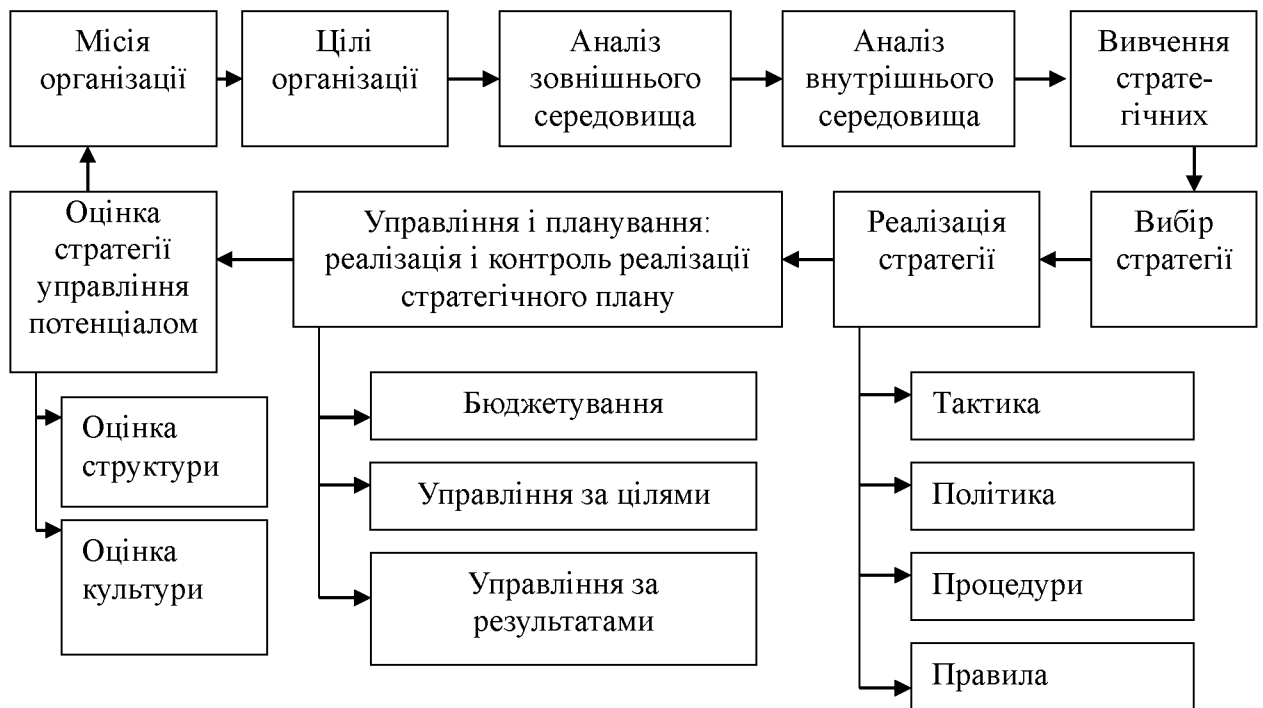 Місія
організації
Цілі
організації
Аналіз
зовнішнього
середовища
Аналіз
внутрішнього
середовища
Вивчення
страте-
гічних
Оцінка
стратегії
управління
потенціалом
Управління і планування:
реалізація і контроль реалізації
стратегічного плану
Реалізація
стратегії
Вибір
стратегії
Оцінка
структури
Оцінка
культури
Бюджетування
Управління за цілями
Управління за
результатами
Тактика
Політика
Процедури
Правила